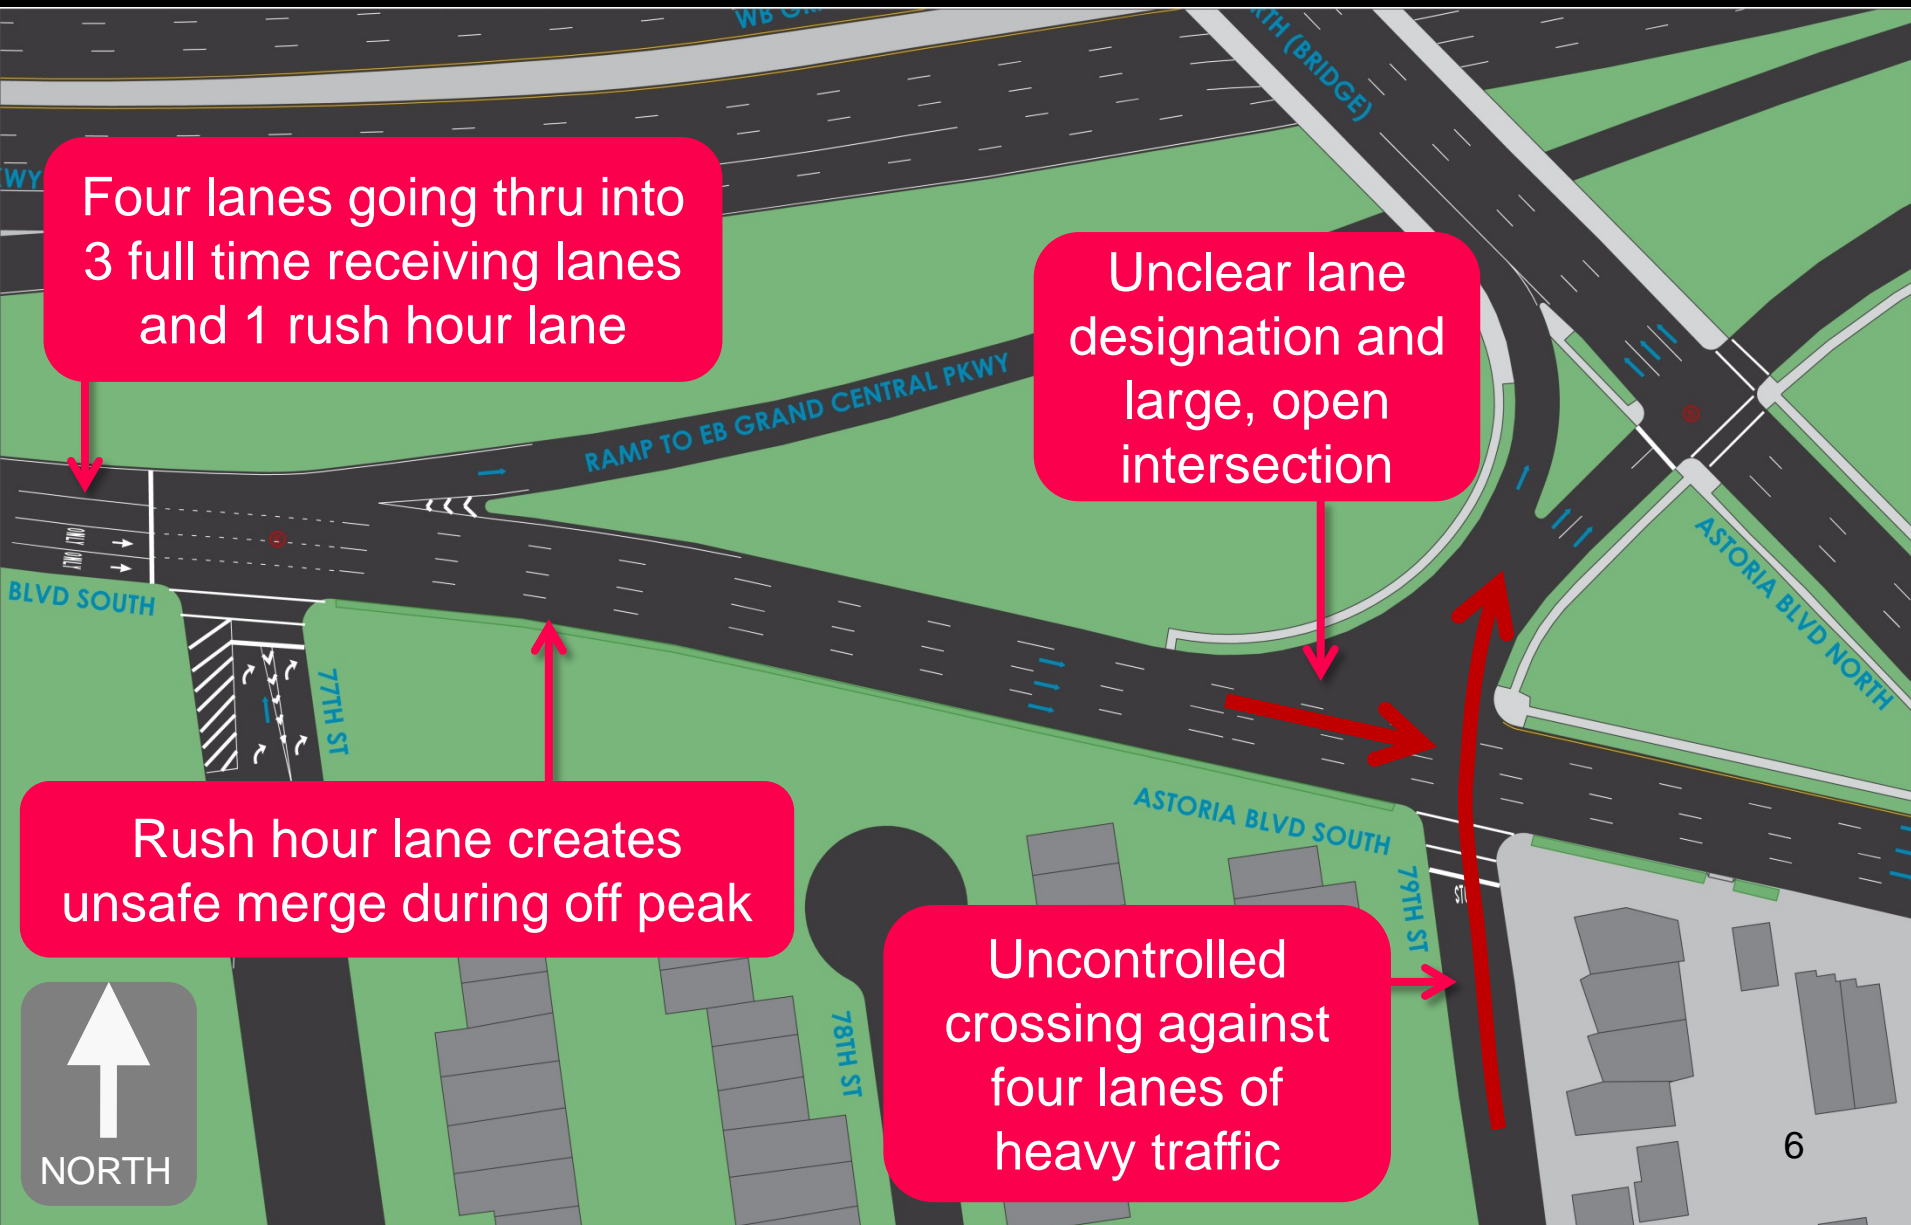 Four lanes going thru into
3 full time receiving lanes
and 1 rush hour lane
Unclear lane
designation and
large, open
intersection
RAMP TO EB GRAND CENTRAL PKWY
ONLY
ONLY
BLVD SOUTH
77TH ST
ASTORIA BLVD NORTH
ASTORIA BLVD SOUTH
79TH ST
78TH ST
(BRIDGE)
Rush hour lane creates
unsafe merge during off peak
Uncontrolled
crossing against
four lanes of
heavy traffic
NORTH
6